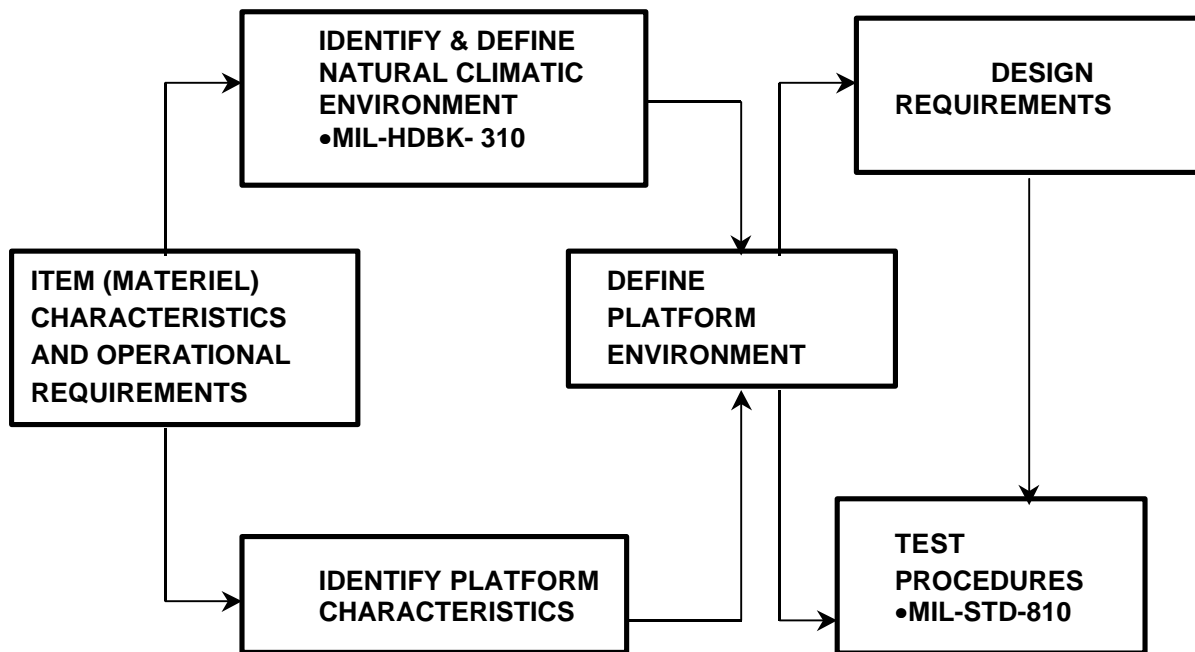 IDENTIFY & DEFINE
NATURAL CLIMATIC
ENVIRONMENT
•MIL-HDBK- 310
DESIGN
REQUIREMENTS
ITEM (MATERIEL)
CHARACTERISTICS
AND OPERATIONAL
REQUIREMENTS
DEFINE
PLATFORM
ENVIRONMENT
IDENTIFY PLATFORM
CHARACTERISTICS
TEST
PROCEDURES
•MIL-STD-810